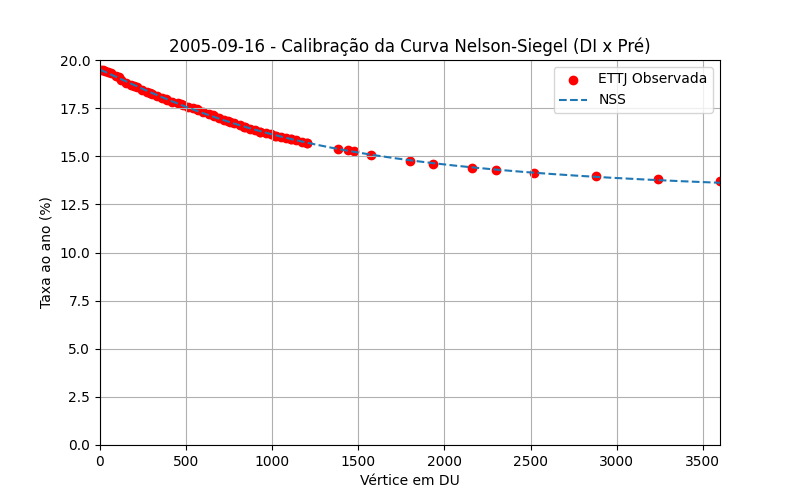 2005-09-16 - Calibração da Curva Nelson-Siegel (DI x Pré)
ETTJ Observada
NSS
Taxa ao ano (%)
20.0
17.5
15.0
12.5
10.0
7.5
5.0
2.5
0.0
0 500 1000 1500 2000 2500 3000 3500
Vértice em DU